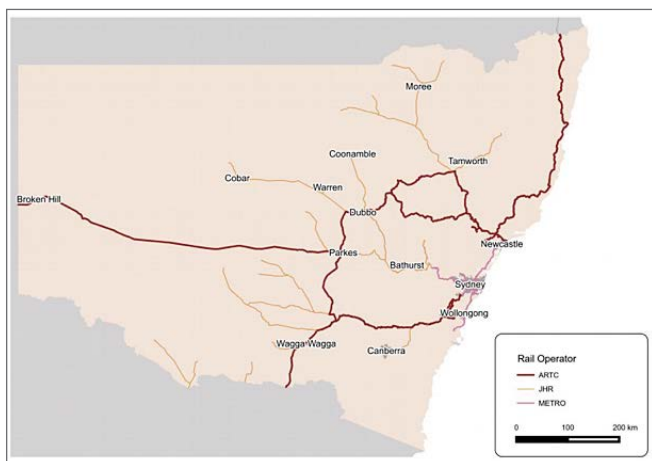 Moree
Coonamble
Tamworth
Cobar
Warren
Broken Hill
Dubbo
Newcastle
Parkes
Bathurst
Sydney
Wollongong
Wagga Wagga
Canberra
Rail Operator
ARTC
JHR
METRO
0 100 200 km